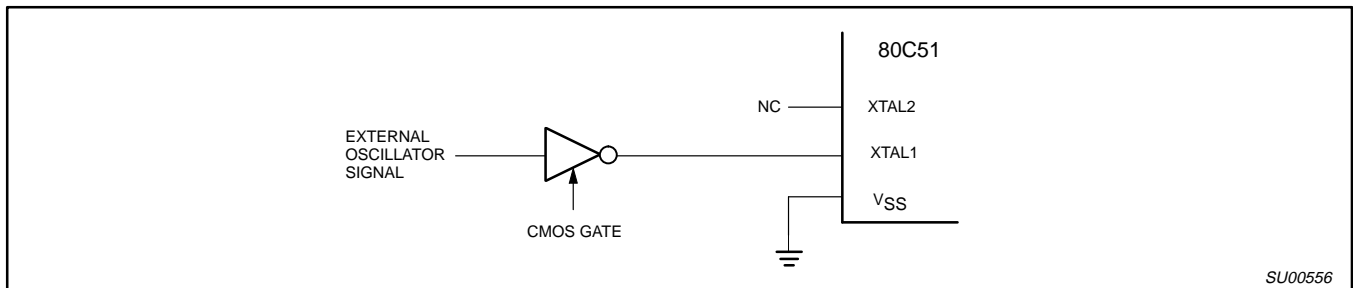 80C51
NC
XTAL2
EXTERNAL
OSCILLATOR
SIGNAL
XTAL1
VSS
CMOS GATE
SU00556